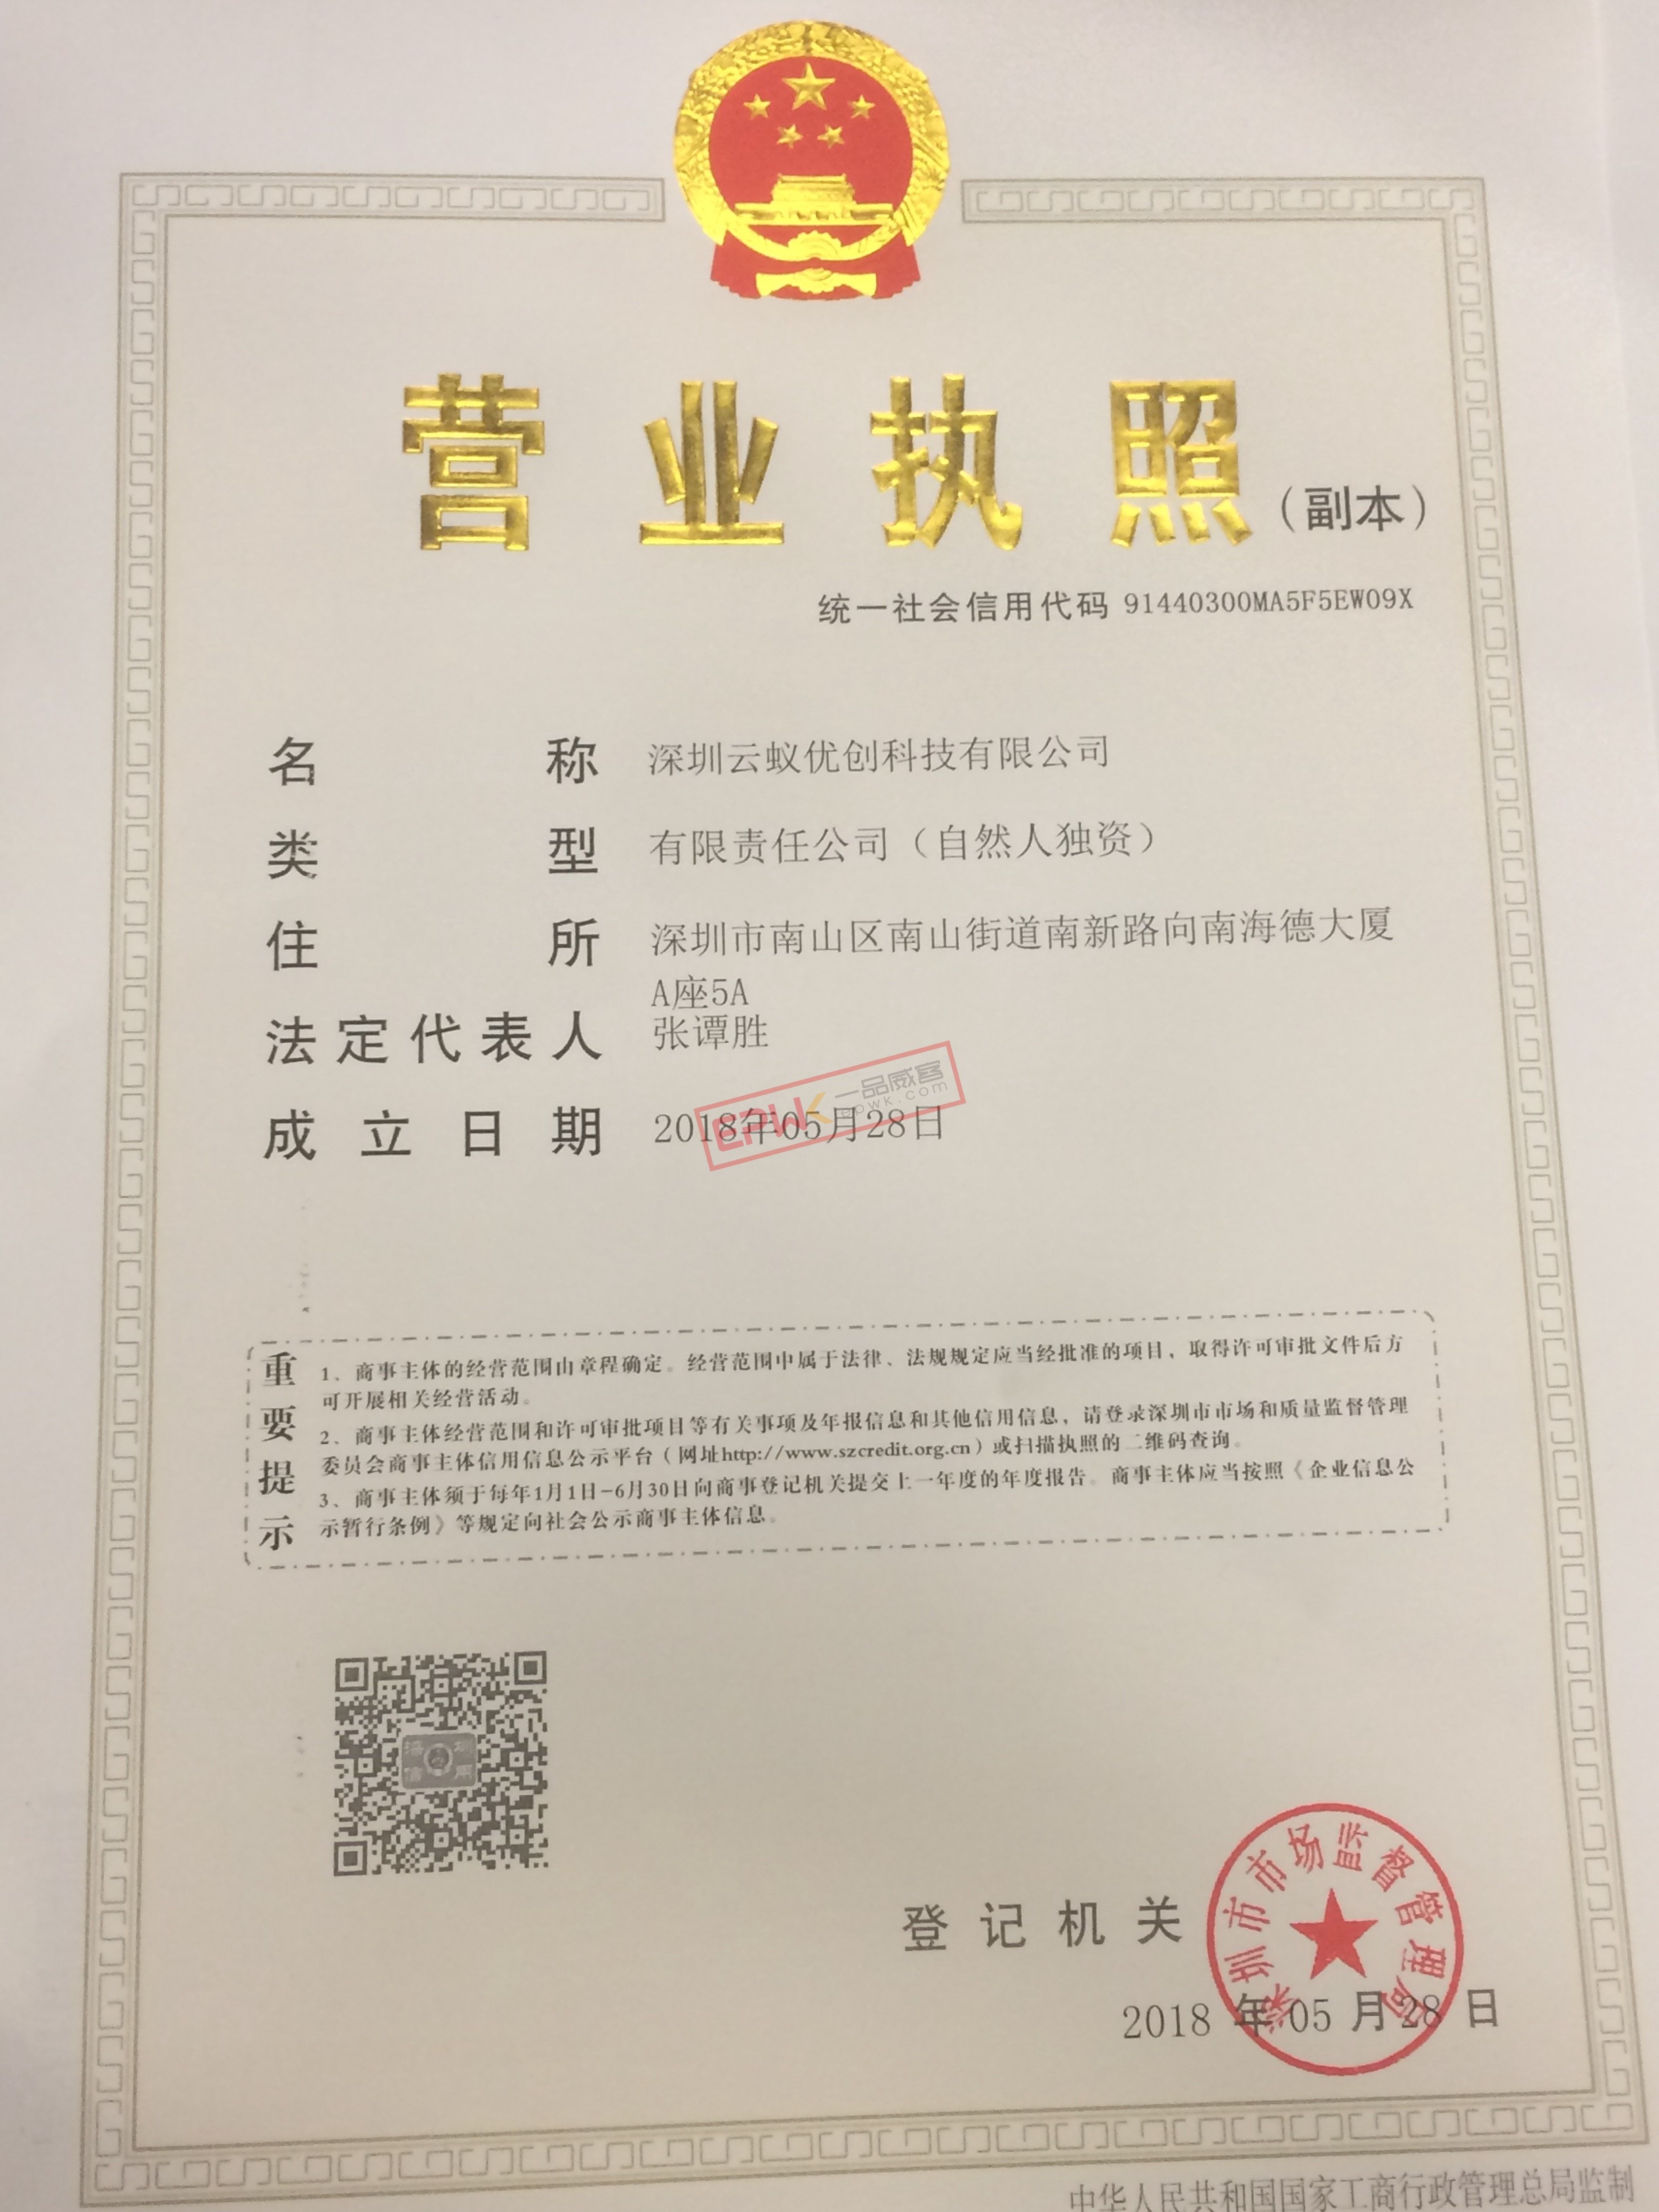 营业执照（副本）
统一社会信用代码 91440300MA5F5EW09X
名称 深圳云蚁优创科技有限公司
类型 有限责任公司（自然人独资）
住所 深圳市南山区南山街道南新路向南海德大厦
A座5A
法定代表人 张谭胜
成立日期 2018年05月28日
EPWK 一品威客
epwk.com
重要提示
1、商事主体的经营范围由章程确定。经营范围中属于法律、法规规定应当经批准的项目，取得许可审批文件后方
可开展相关经营活动。
2、商事主体经营范围和许可审批项目等有关事项及年报信息和其他信用信息，请登录深圳市市场和质量监督管理
委员会商事主体信用信息公示平台（网址http://www.szcredit.org.cn）或扫描执照的二维码查询。
3、商事主体须于每年1月1日-6月30日向商事登记机关提交上一年度的年度报告。商事主体应当按照《企业信息公
示暂行条例》等规定向社会公示商事主体信息。
深圳
信用
登记机关
深圳市市场监督管理局
2018年05月28日
中华人民共和国国家工商行政管理总局监制